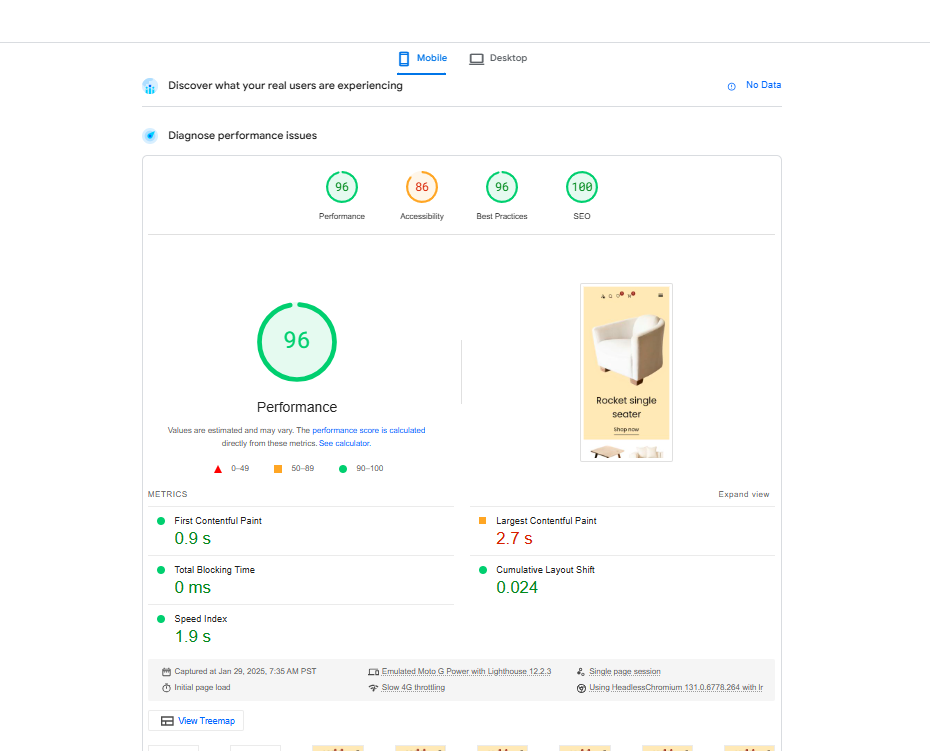 Mobile
Desktop
Discover what your real users are experiencing
No Data
Diagnose performance issues
96
86
96
100
Performance
Accessibility
Best Practices
SEO
96
Performance
Values are estimated and may vary. The performance score is calculated
directly from these metrics. See calculator.
0–49
50–89
90–100
Rocket single
seater
Shop now
METRICS
Expand view
First Contentful Paint
0.9 s
Largest Contentful Paint
2.7 s
Total Blocking Time
0 ms
Cumulative Layout Shift
0.024
Speed Index
1.9 s
Captured at Jan 29, 2025, 7:35 AM PST
Emulated Moto G Power with Lighthouse 12.2.3
Single page session
Initial page load
Slow 4G throttling
Using HeadlessChromium 131.0.6778.264 with lr
View Treemap